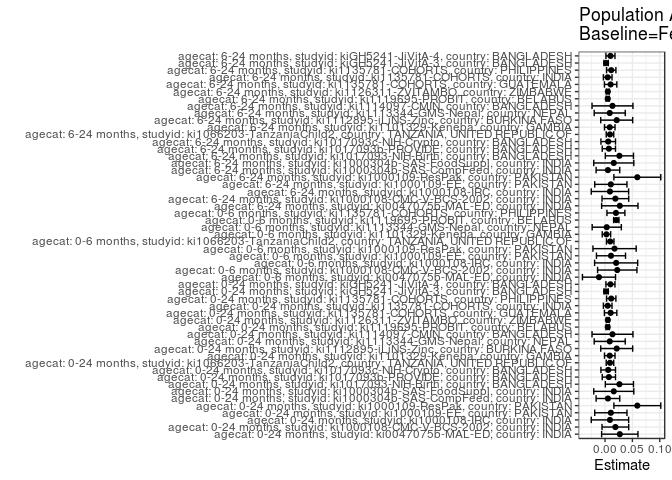 Population
Baseline=Fe
agecat: 6-24 months, studyid: kiGH5241-JiVitA-4, country: BANGLADESH
agecat: 6-24 months, studyid: kiGH5241-JiVitA-3, country: BANGLADESH
agecat: 6-24 months, studyid: ki1135781-COHORTS, country: PHILIPPINES
agecat: 6-24 months, studyid: ki1135781-COHORTS, country: INDIA
agecat: 6-24 months, studyid: ki1135781-COHORTS, country: GUATEMALA
agecat: 6-24 months, studyid: ki1126311-ZVITAMBO, country: ZIMBABWE
agecat: 6-24 months, studyid: ki1119695-PROBIT, country: BELARUS
agecat: 6-24 months, studyid: ki1114097-CMIN, country: BANGLADESH
agecat: 6-24 months, studyid: ki1113344-GMS-Nepal, country: NEPAL
agecat: 6-24 months, studyid: ki1112895-iLiNS-Zinc, country: BURKINA FASO
agecat: 6-24 months, studyid: ki1101329-Keneba, country: GAMBIA
agecat: 6-24 months, studyid: ki1066203-TanzaniaChild2, country: TANZANIA, UNITED REPUBLIC OF
agecat: 6-24 months, studyid: ki1017093c-NIH-Crypto, country: BANGLADESH
agecat: 6-24 months, studyid: ki1017093b-PROVIDE, country: BANGLADESH
agecat: 6-24 months, studyid: ki1017093-NIH-Birth, country: BANGLADESH
agecat: 6-24 months, studyid: ki1000304b-SAS-FoodSuppl, country: INDIA
agecat: 6-24 months, studyid: ki1000304b-SAS-CompFeed, country: INDIA
agecat: 6-24 months, studyid: ki1000109-ResPak, country: PAKISTAN
agecat: 6-24 months, studyid: ki1000109-EE, country: PAKISTAN
agecat: 6-24 months, studyid: ki1000108-IRC, country: INDIA
agecat: 6-24 months, studyid: ki1000108-CMC-V-BCS-2002, country: INDIA
agecat: 6-24 months, studyid: ki0047075b-MAL-ED, country: INDIA
agecat: 0-6 months, studyid: ki1135781-COHORTS, country: PHILIPPINES
agecat: 0-6 months, studyid: ki1119695-PROBIT, country: BELARUS
agecat: 0-6 months, studyid: ki1113344-GMS-Nepal, country: NEPAL
agecat: 0-6 months, studyid: ki1101329-Keneba, country: GAMBIA
agecat: 0-6 months, studyid: ki1066203-TanzaniaChild2, country: TANZANIA, UNITED REPUBLIC OF
agecat: 0-6 months, studyid: ki1000109-ResPak, country: PAKISTAN
agecat: 0-6 months, studyid: ki1000109-EE, country: PAKISTAN
agecat: 0-6 months, studyid: ki1000108-IRC, country: INDIA
agecat: 0-6 months, studyid: ki1000108-CMC-V-BCS-2002, country: INDIA
agecat: 0-6 months, studyid: ki0047075b-MAL-ED, country: INDIA
agecat: 0-24 months, studyid: kiGH5241-JiVitA-4, country: BANGLADESH
agecat: 0-24 months, studyid: kiGH5241-JiVitA-3, country: BANGLADESH
agecat: 0-24 months, studyid: ki1135781-COHORTS, country: PHILIPPINES
agecat: 0-24 months, studyid: ki1135781-COHORTS, country: INDIA
agecat: 0-24 months, studyid: ki1135781-COHORTS, country: GUATEMALA
agecat: 0-24 months, studyid: ki1126311-ZVITAMBO, country: ZIMBABWE
agecat: 0-24 months, studyid: ki1119695-PROBIT, country: BELARUS
agecat: 0-24 months, studyid: ki1114097-CMIN, country: BANGLADESH
agecat: 0-24 months, studyid: ki1113344-GMS-Nepal, country: NEPAL
agecat: 0-24 months, studyid: ki1112895-iLiNS-Zinc, country: BURKINA FASO
agecat: 0-24 months, studyid: ki1101329-Keneba, country: GAMBIA
agecat: 0-24 months, studyid: ki1066203-TanzaniaChild2, country: TANZANIA, UNITED REPUBLIC OF
agecat: 0-24 months, studyid: ki1017093c-NIH-Crypto, country: BANGLADESH
agecat: 0-24 months, studyid: ki1017093b-PROVIDE, country: BANGLADESH
agecat: 0-24 months, studyid: ki1017093-NIH-Birth, country: BANGLADESH
agecat: 0-24 months, studyid: ki1000304b-SAS-FoodSuppl, country: INDIA
agecat: 0-24 months, studyid: ki1000304b-SAS-CompFeed, country: INDIA
agecat: 0-24 months, studyid: ki1000109-ResPak, country: PAKISTAN
agecat: 0-24 months, studyid: ki1000109-EE, country: PAKISTAN
agecat: 0-24 months, studyid: ki1000108-IRC, country: INDIA
agecat: 0-24 months, studyid: ki1000108-CMC-V-BCS-2002, country: INDIA
agecat: 0-24 months, studyid: ki0047075b-MAL-ED, country: INDIA
0.00 0.05 0.10
Estimate